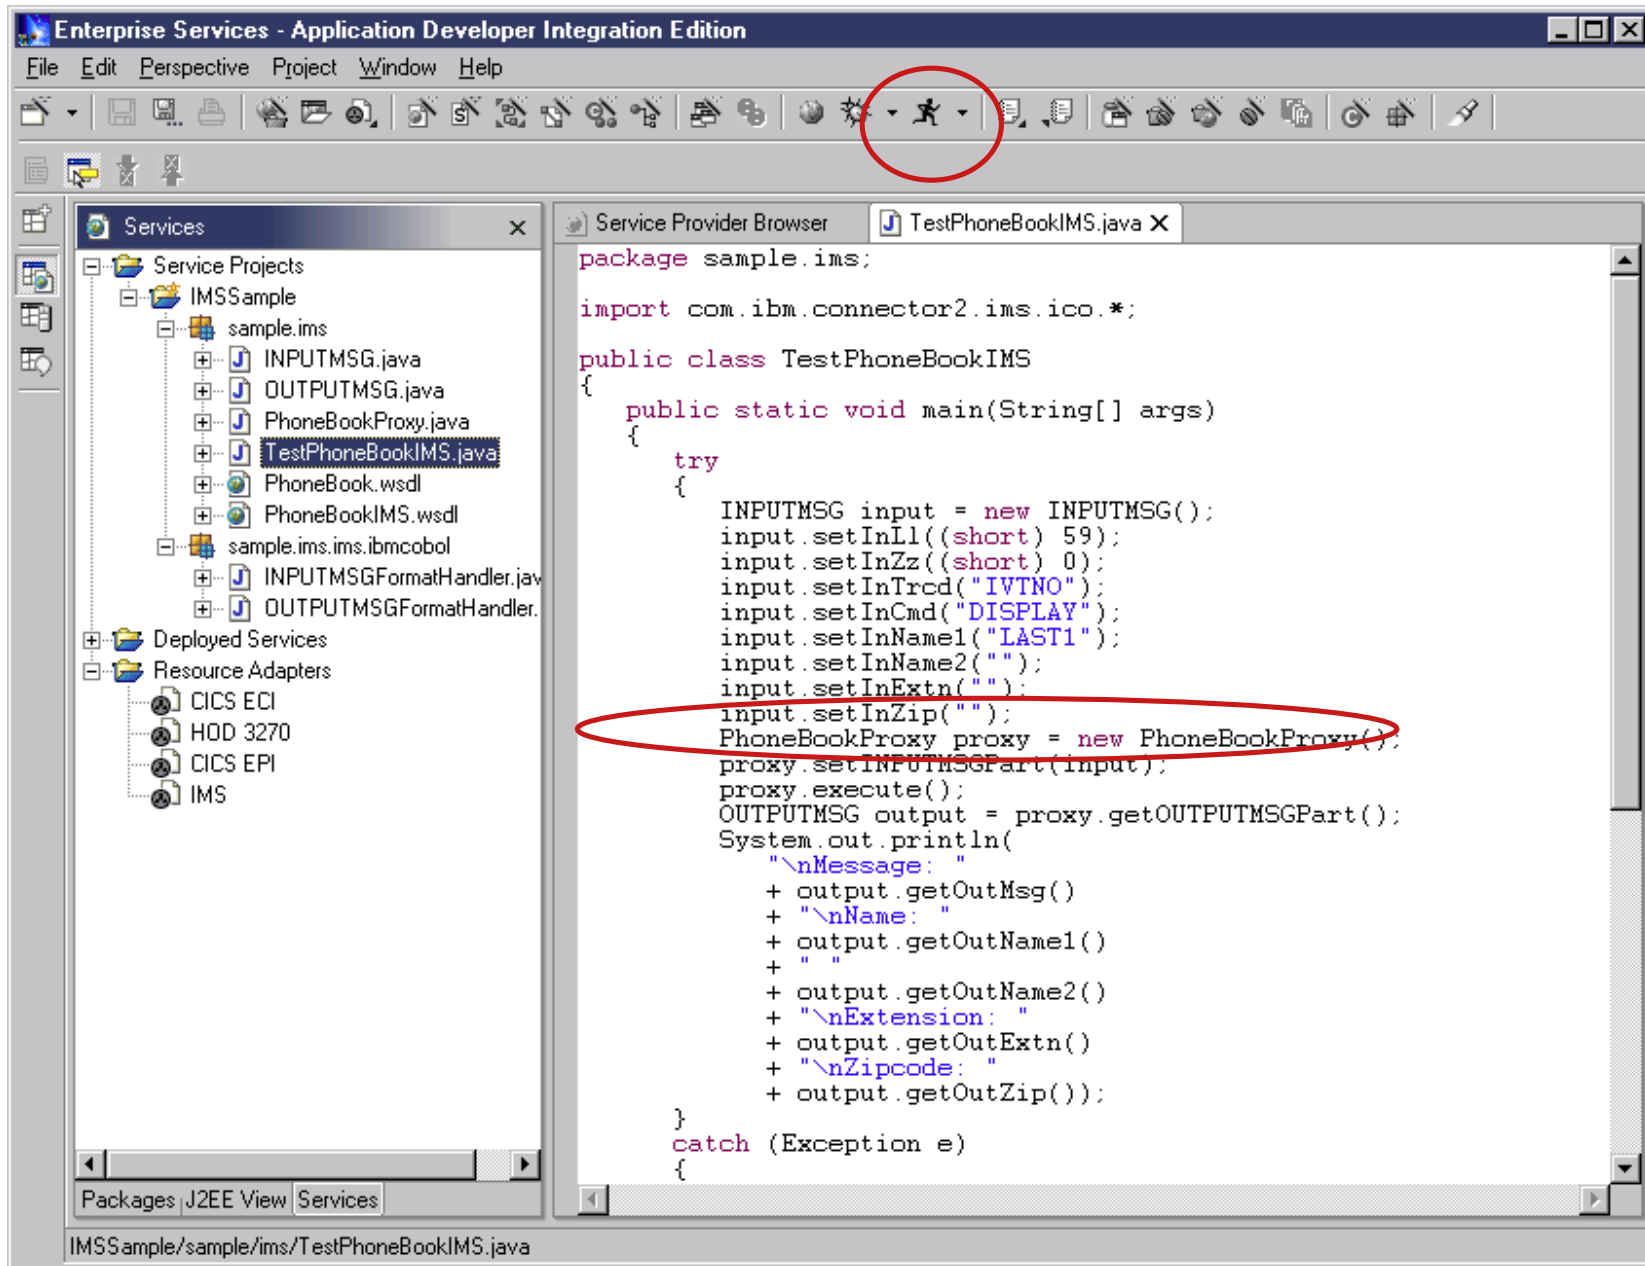 Enterprise Services - Application Developer Integration Edition
File Edit Perspective Project Window Help
Services
Service Projects
IMSSample
sample.ims
INPUTMSG.java
OUTPUTMSG.java
PhoneBookProxy.java
TestPhoneBookIMS.java
PhoneBook.wsdl
PhoneBookIMS.wsdl
sample.ims.ims.ibmcobol
INPUTMSGFormatHandler.jav
OUTPUTMSGFormatHandler.
Deployed Services
Resource Adapters
CICS ECI
HOD 3270
CICS EPI
IMS
Packages J2EE View Services
Service Provider Browser TestPhoneBookIMS.java
package sample.ims;
import com.ibm.connector2.ims.ico.*;
public class TestPhoneBookIMS
{
public static void main(String[] args)
{
try
{
INPUTMSG input = new INPUTMSG();
input.setInLl((short) 59);
input.setInZz((short) 0);
input.setInTrcd("IVTNO");
input.setInCmd("DISPLAY");
input.setInName1("LAST1");
input.setInName2("");
input.setInExtn("");
input.setInZip("");
PhoneBookProxy proxy = new PhoneBookProxy();
proxy.setINPUTMSGPart(input);
proxy.execute();
OUTPUTMSG output = proxy.getOUTPUTMSGPart();
System.out.println(
"\nMessage: "
+ output.getOutMsg()
+ "\nName: "
+ output.getOutName1()
+ " "
+ output.getOutName2()
+ "\nExtension: "
+ output.getOutExtn()
+ "\nZipcode: "
+ output.getOutZip());
}
catch (Exception e)
{
IMSSample/sample/ims/TestPhoneBookIMS.java